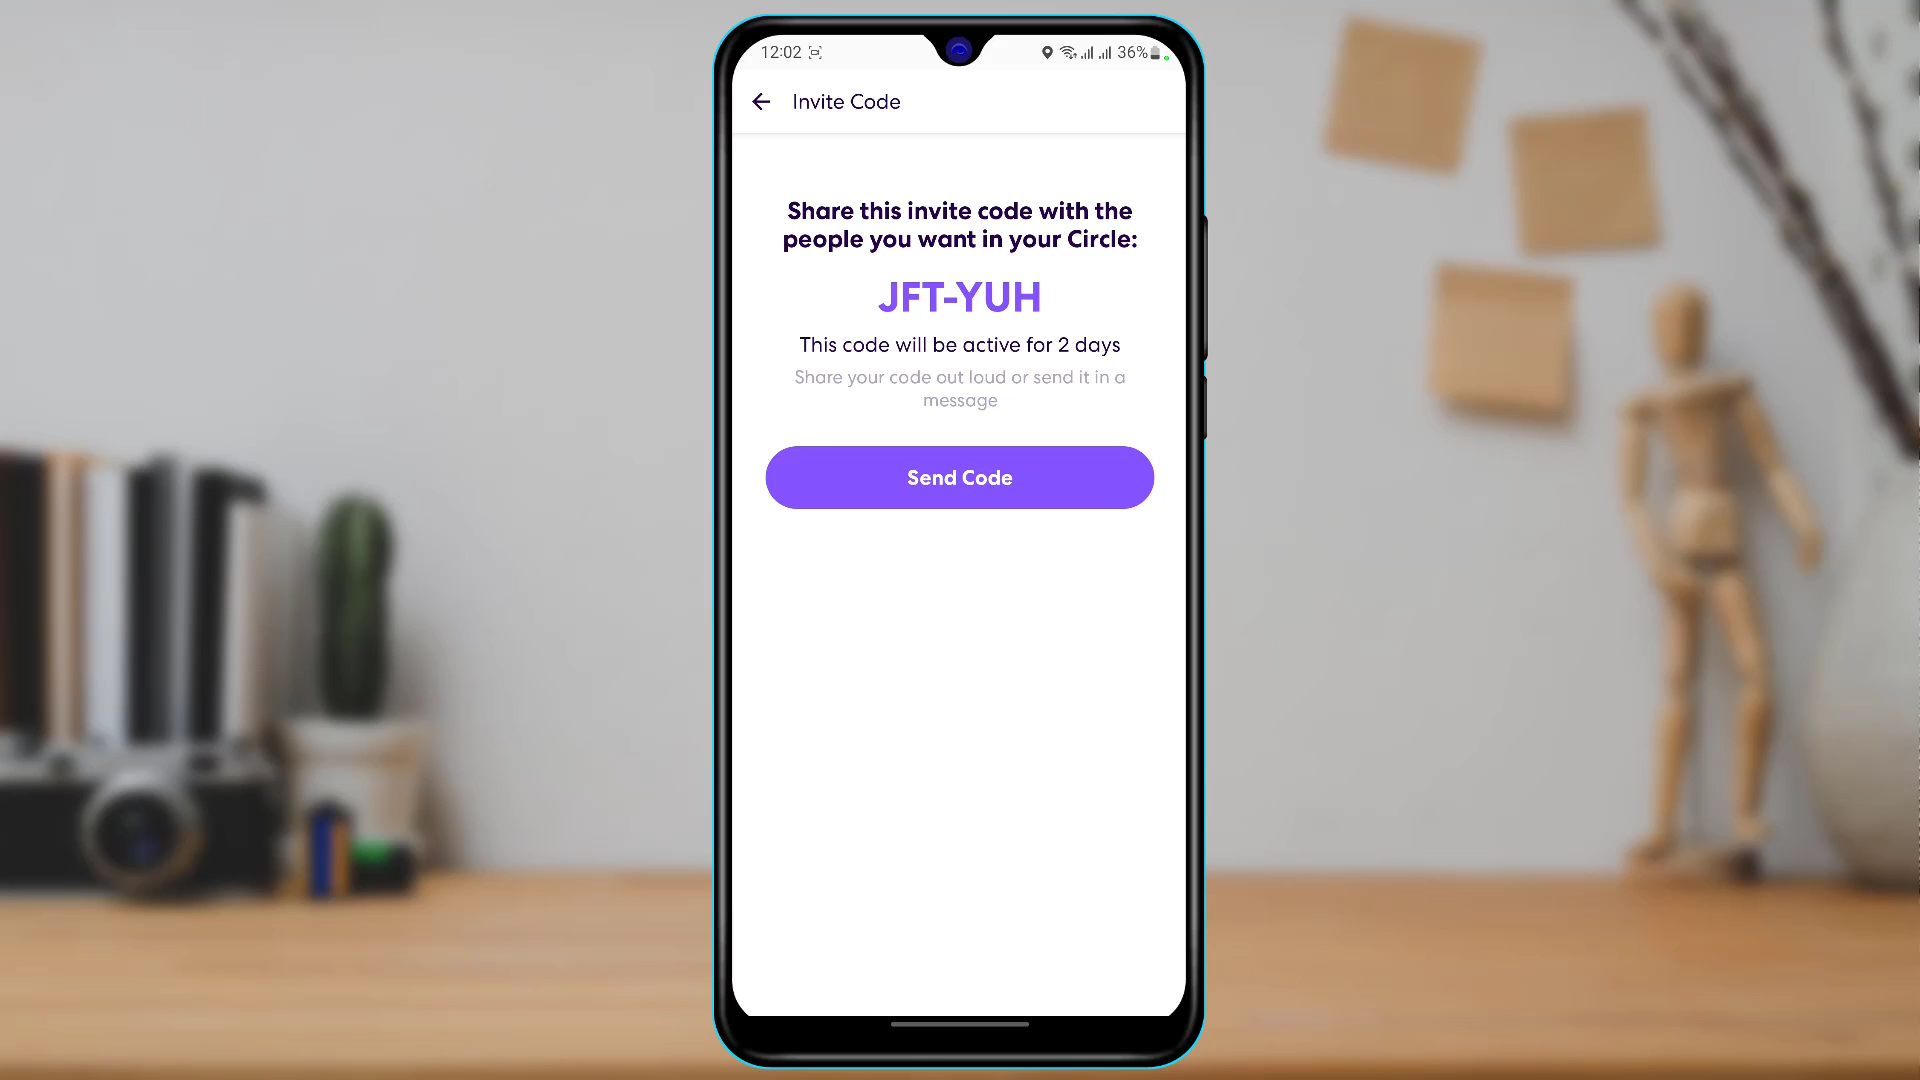 12:02 36%
Invite Code
Share this invite code with the
people you want in your Circle:
JFT-YUH
This code will be active for 2 days
Share your code out loud or send it in a
message
Send Code